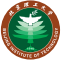 北京理工大学
BEIJING INSTITUTE OF TECHNOLOGY